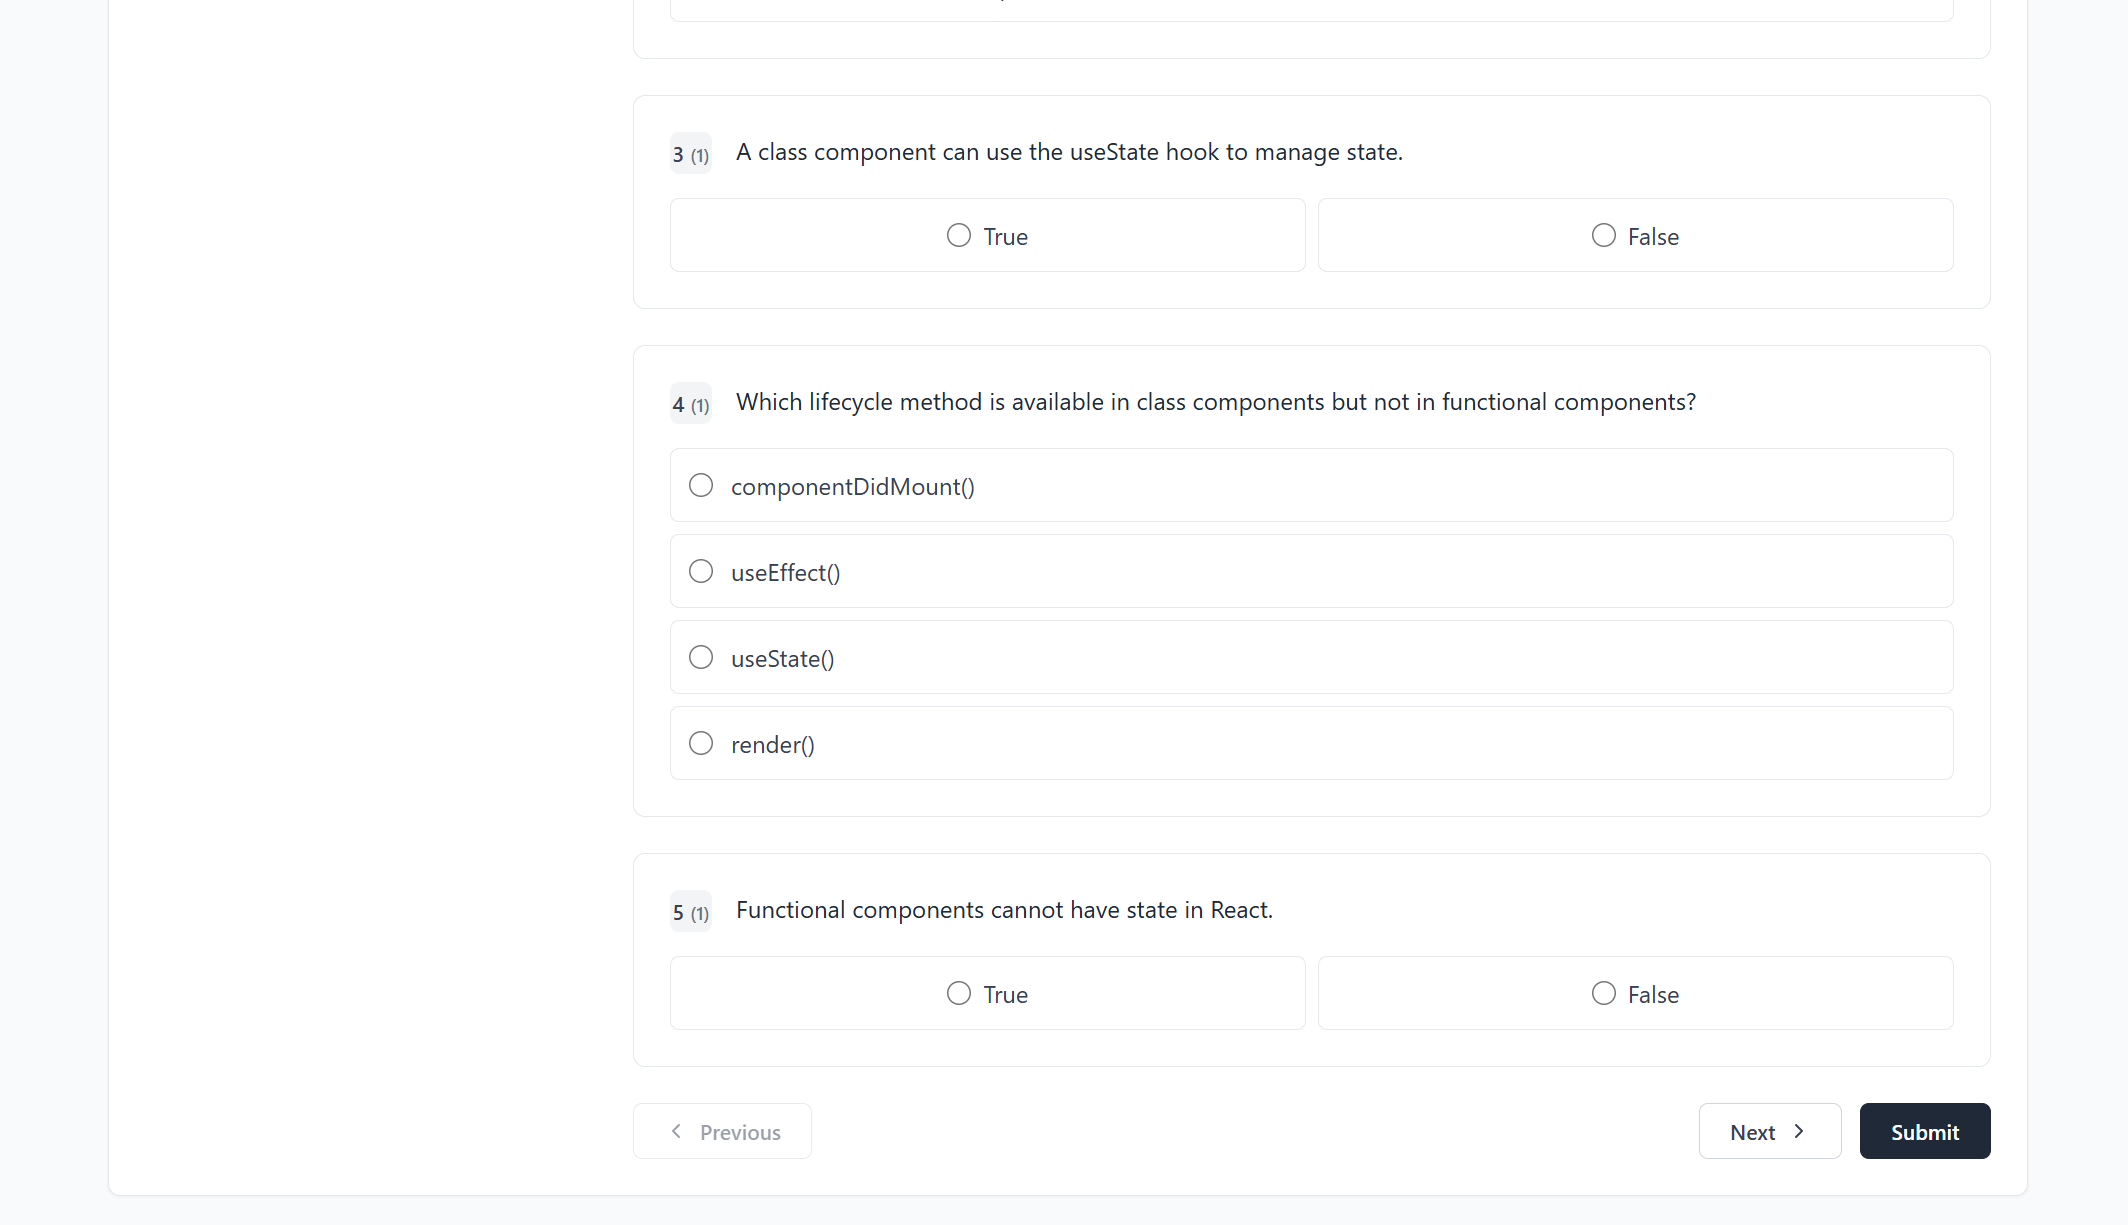 3 (1) A class component can use the useState hook to manage state.
True
False
4 (1) Which lifecycle method is available in class components but not in functional components?
componentDidMount()
useEffect()
useState()
render()
5 (1) Functional components cannot have state in React.
True
False
Previous
Next
Submit